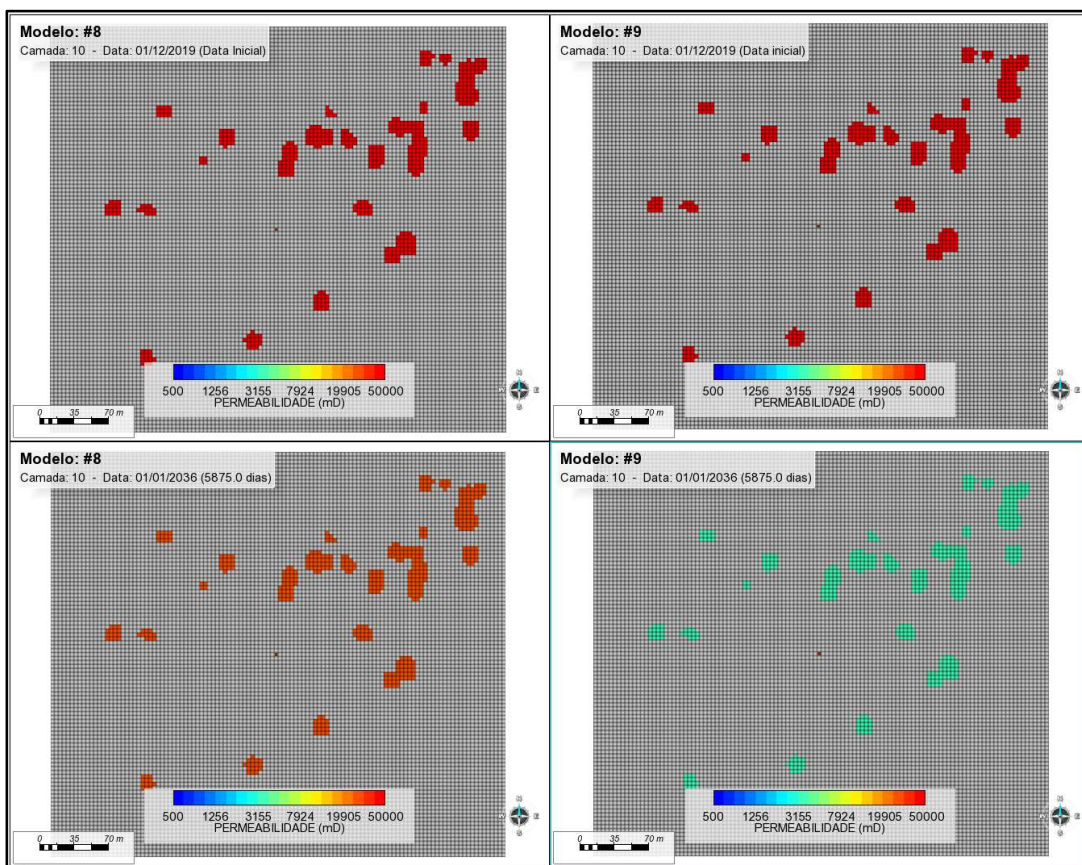 Modelo: #8
Camada: 10 - Data: 01/12/2019 (Data Inicial)
500 1256 3155 7924 19905 50000
PERMEABILIDADE (mD)
0 35 70 m
N
W E
S
Modelo: #9
Camada: 10 - Data: 01/12/2019 (Data inicial)
500 1256 3155 7924 19905 50000
PERMEABILIDADE (mD)
0 35 70 m
N
W E
S
Modelo: #8
Camada: 10 - Data: 01/01/2036 (5875.0 dias)
500 1256 3155 7924 19905 50000
PERMEABILIDADE (mD)
0 35 70 m
N
W E
S
Modelo: #9
Camada: 10 - Data: 01/01/2036 (5875.0 dias)
500 1256 3155 7924 19905 50000
PERMEABILIDADE (mD)
0 35 70 m
N
W E
S